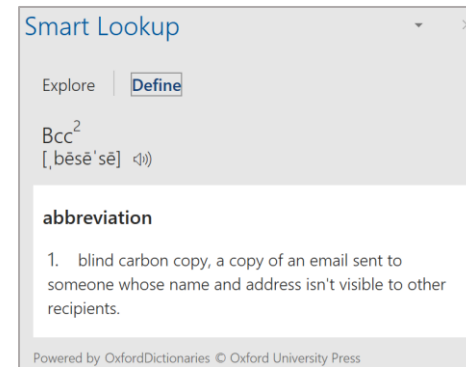 Smart Lookup
Explore Define
Bcc²
[ˌbēsēˈsē]
abbreviation
1. blind carbon copy, a copy of an email sent to
someone whose name and address isn't visible to other
recipients.
Powered by OxfordDictionaries © Oxford University Press